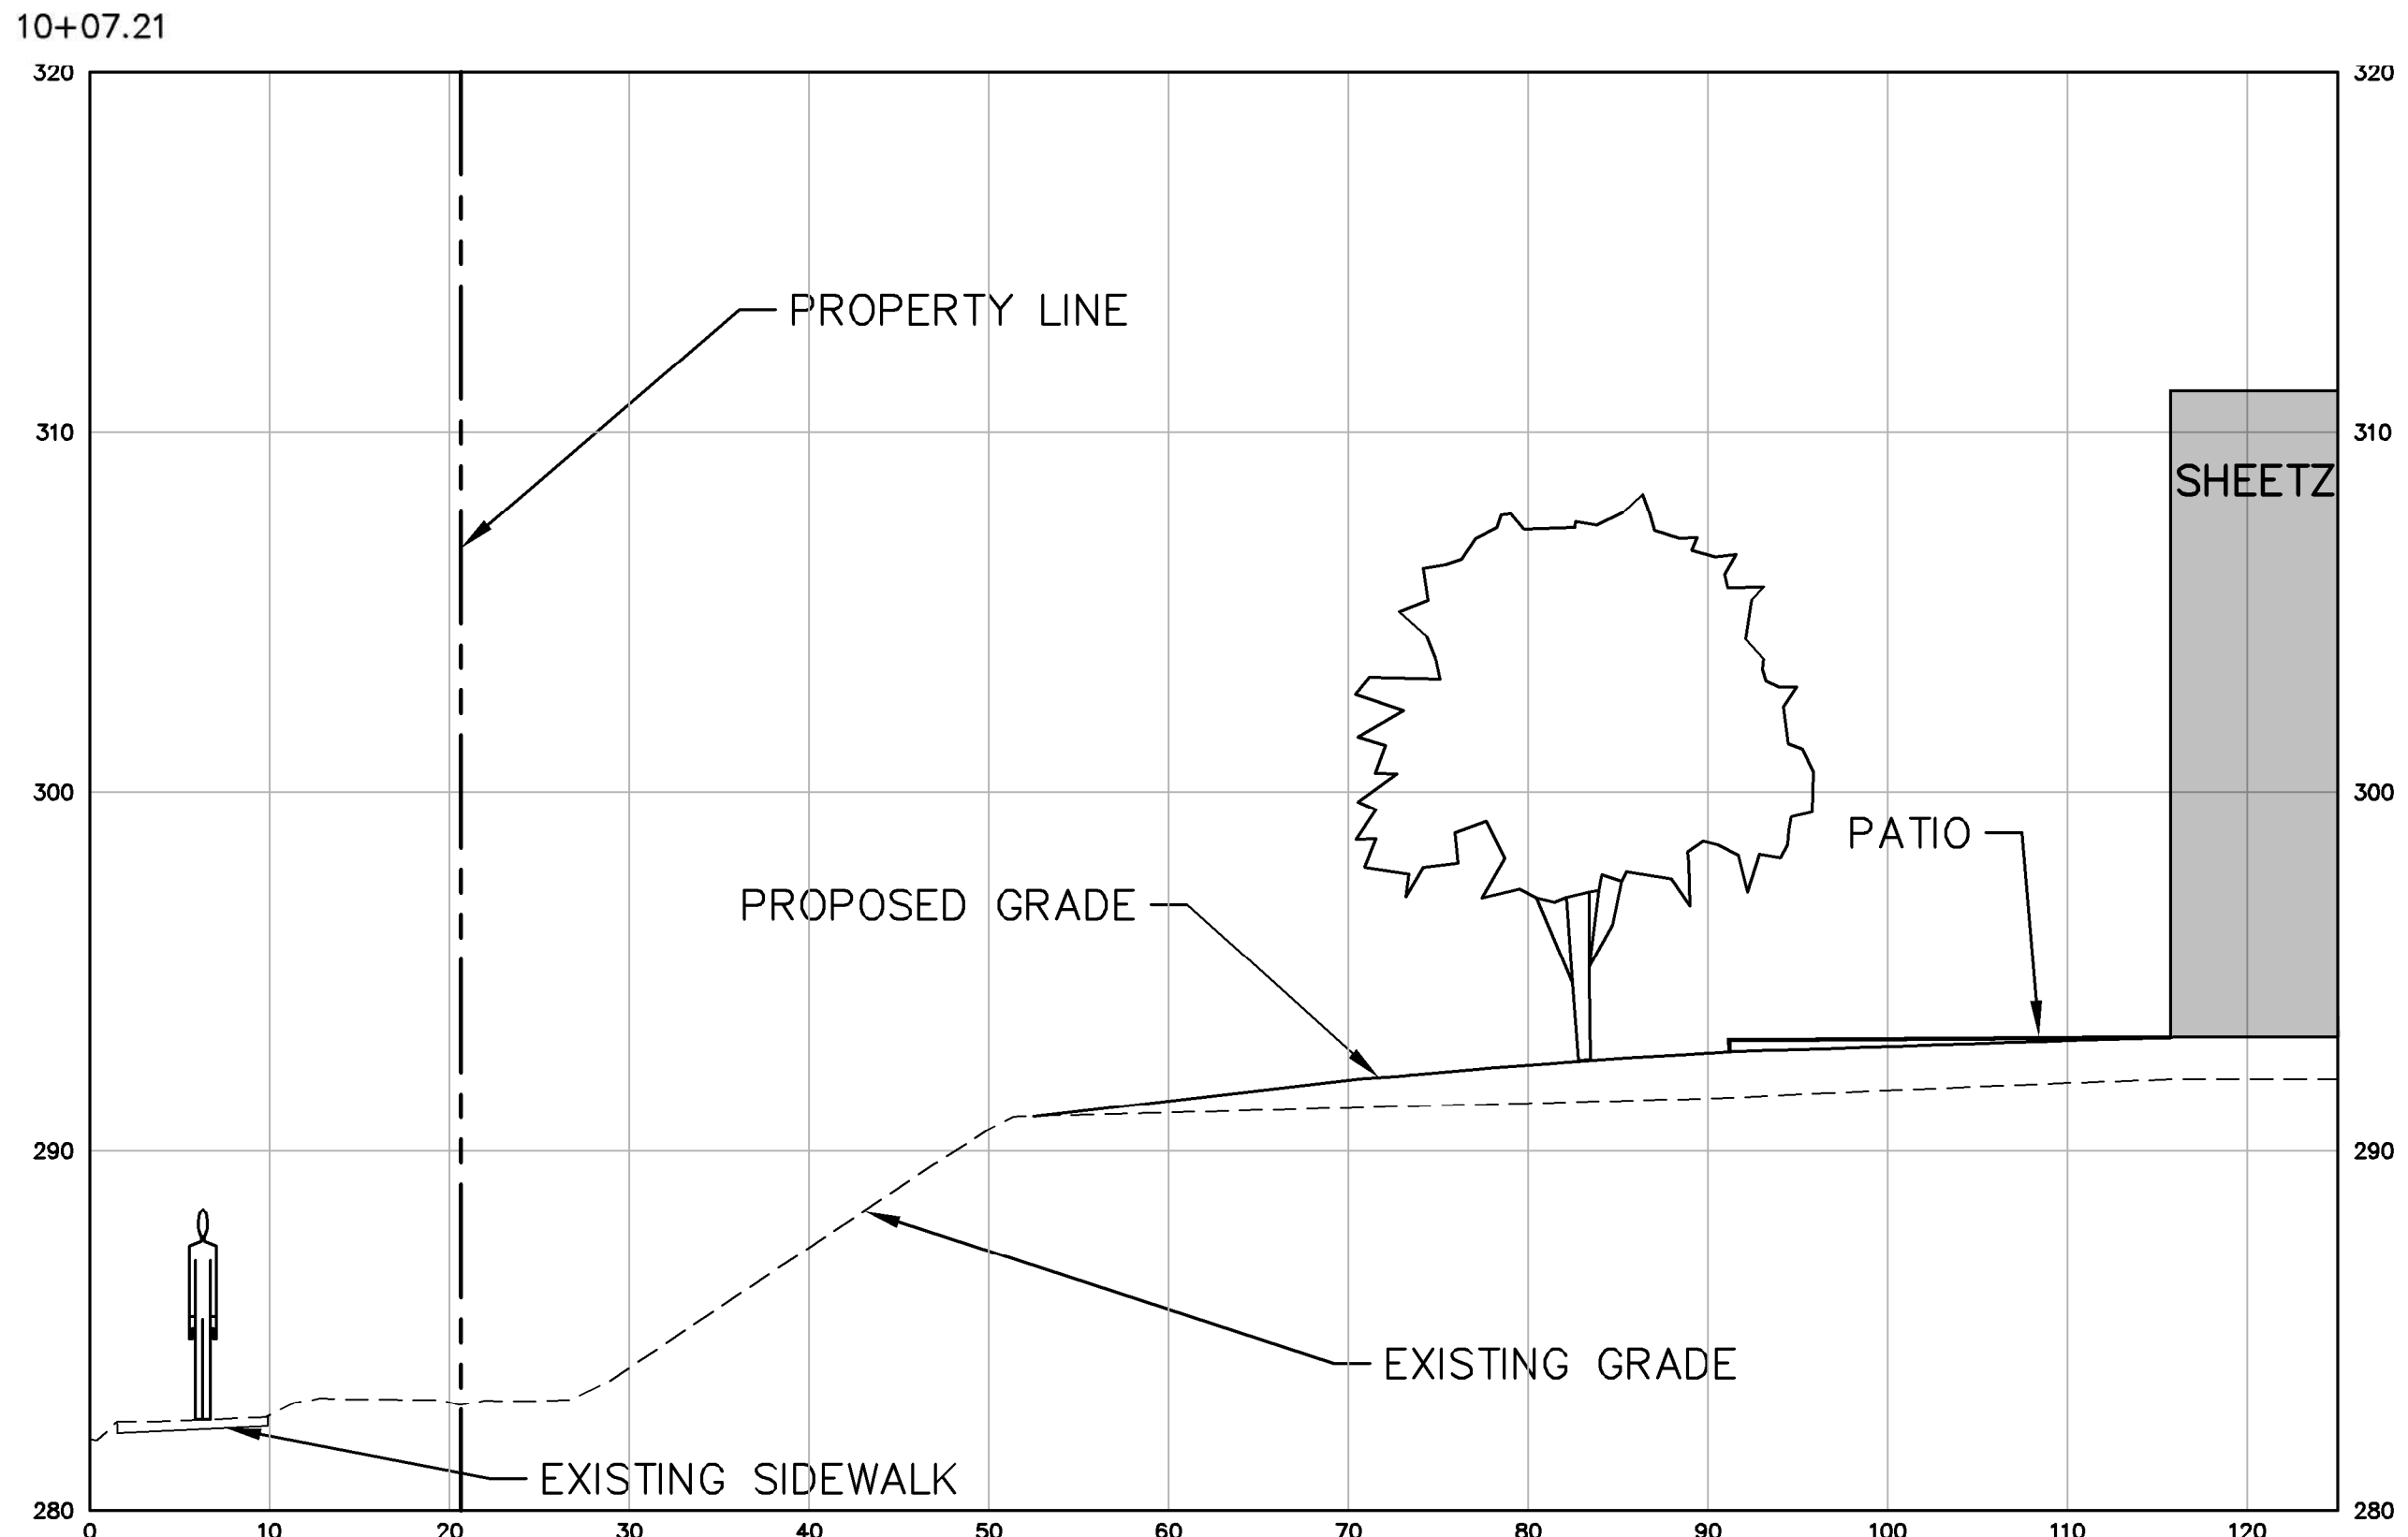 10+07.21
320 320
PROPERTY LINE
310 310
SHEETZ
300 300
PATIO
PROPOSED GRADE
290 290
EXISTING GRADE
EXISTING SIDEWALK
280 280
0 10 20 30 40 50 60 70 80 90 100 110 120